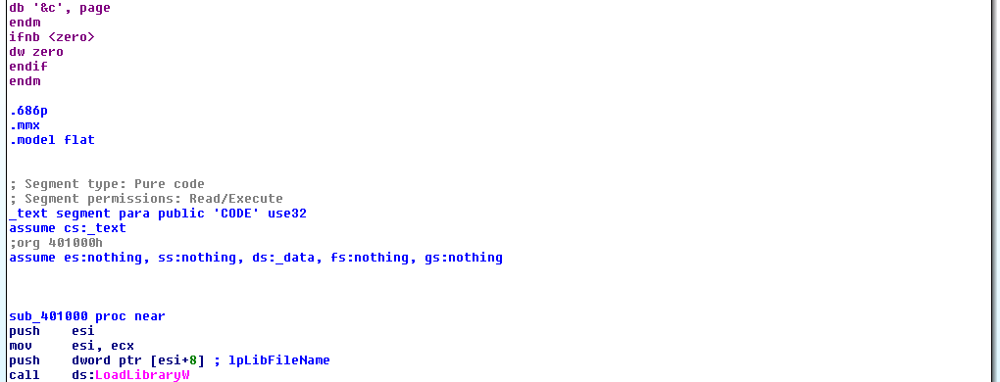 db '&c', page
endm
ifnb <zero>
dw zero
endif
endm
.686p
.mmx
.model flat
; Segment type: Pure code
; Segment permissions: Read/Execute
_text segment para public 'CODE' use32
assume cs:_text
;org 401000h
assume es:nothing, ss:nothing, ds:_data, fs:nothing, gs:nothing
sub_401000 proc near
push    esi
mov     esi, ecx
push    dword ptr [esi+8] ; lpLibFileName
call    ds:LoadLibraryW